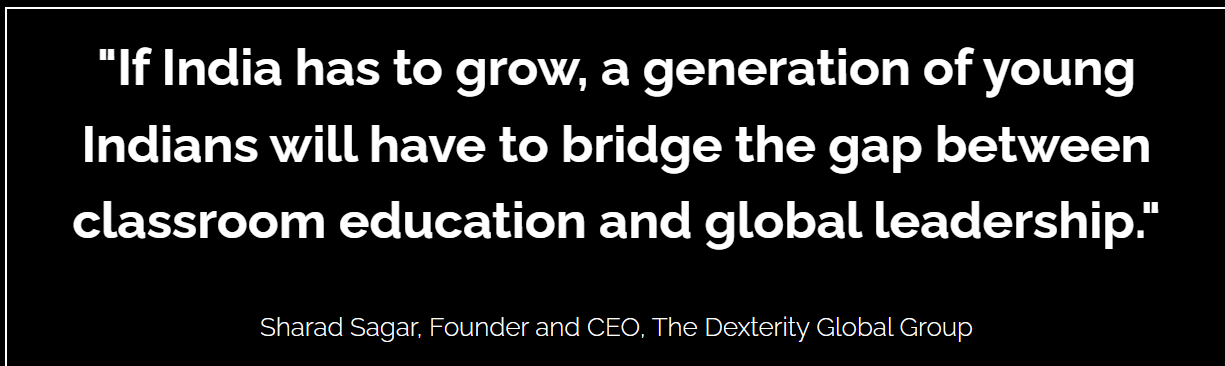 "If India has to grow, a generation of young
Indians will have to bridge the gap between
classroom education and global leadership."
Sharad Sagar, Founder and CEO, The Dexterity Global Group